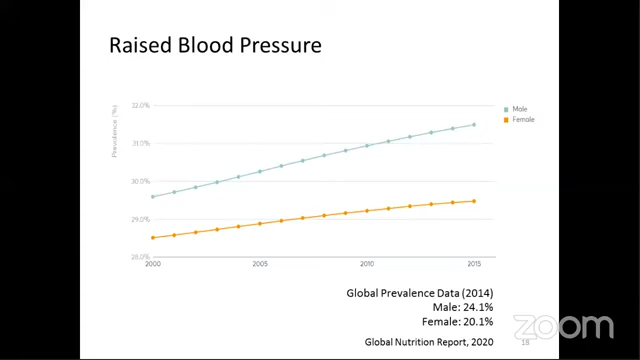 Raised Blood Pressure
Prevalence (%)
32.0%
31.0%
30.0%
29.0%
28.0%
2000
2005
2010
2015
Male
Female
Global Prevalence Data (2014)
Male: 24.1%
Female: 20.1%
Global Nutrition Report, 2020
18
zoom